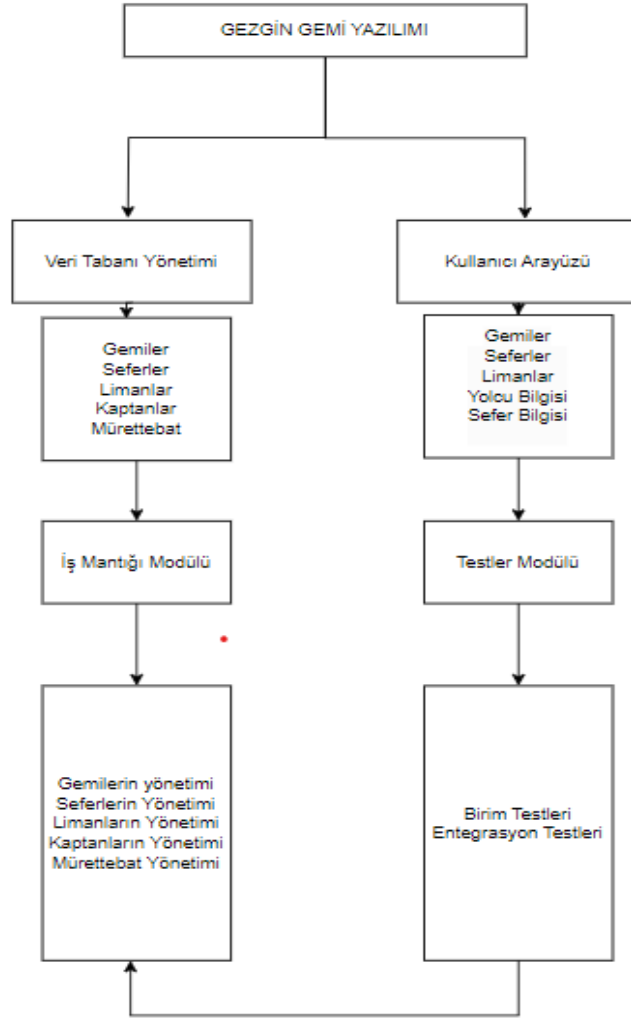 GEZGİN GEMİ YAZILIMI
Veri Tabanı Yönetimi
Kullanıcı Arayüzü
Gemiler
Seferler
Limanlar
Kaptanlar
Mürettebat
Gemiler
Seferler
Limanlar
Yolcu Bilgisi
Sefer Bilgisi
İş Mantığı Modülü
Testler Modülü
Gemilerin yönetimi
Seferlerin Yönetimi
Limanların Yönetimi
Kaptanların Yönetimi
Mürettebat Yönetimi
Birim Testleri
Entegrasyon Testleri